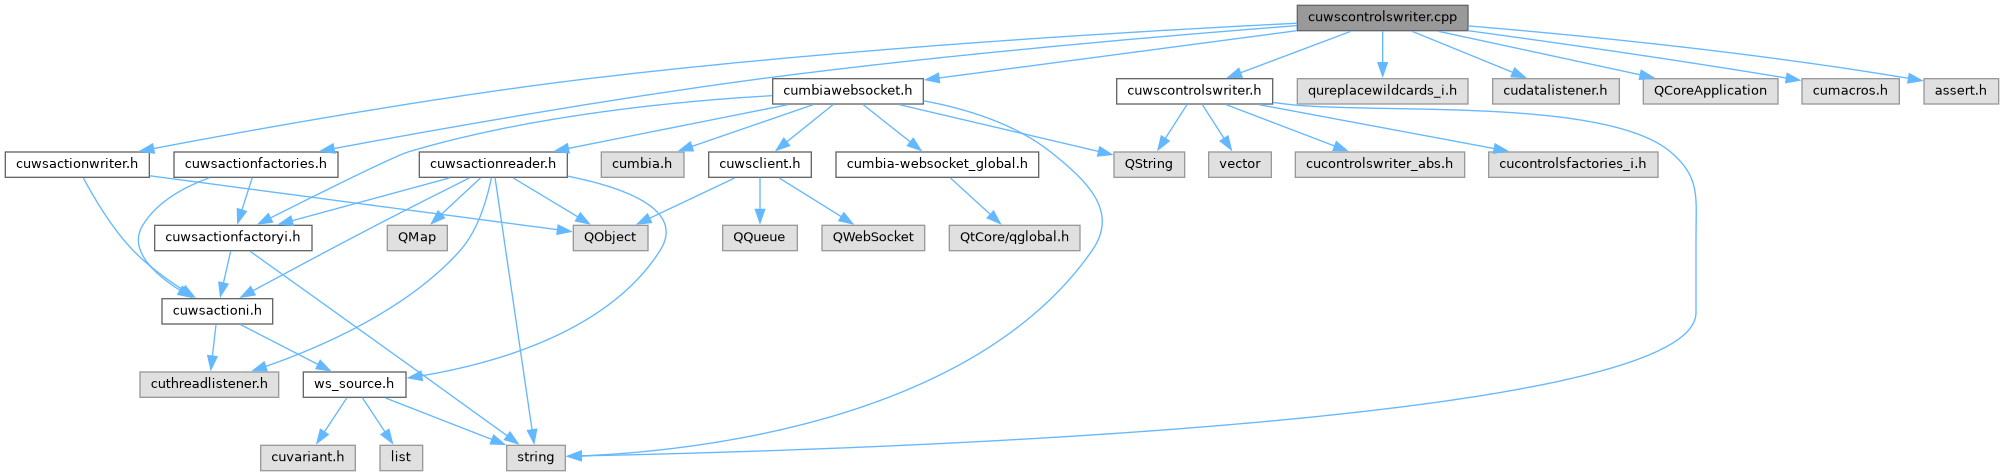 cuwscontrolswriter.cpp
cumbiawebsocket.h
cuwscontrolswriter.h
qureplacewildcards_i.h
cudatalistener.h
QCoreApplication
cumacros.h
assert.h
cuwsactionwriter.h
cuwsactionfactories.h
cuwsactionreader.h
cumbia.h
cuwsclient.h
cumbia-websocket_global.h
QString
vector
cucontrolswriter_abs.h
cucontrolsfactories_i.h
cuwsactionfactoryi.h
QMap
QObject
QQueue
QWebSocket
QtCore/qglobal.h
cuwsactioni.h
cuthreadlistener.h
ws_source.h
cuvariant.h
list
string